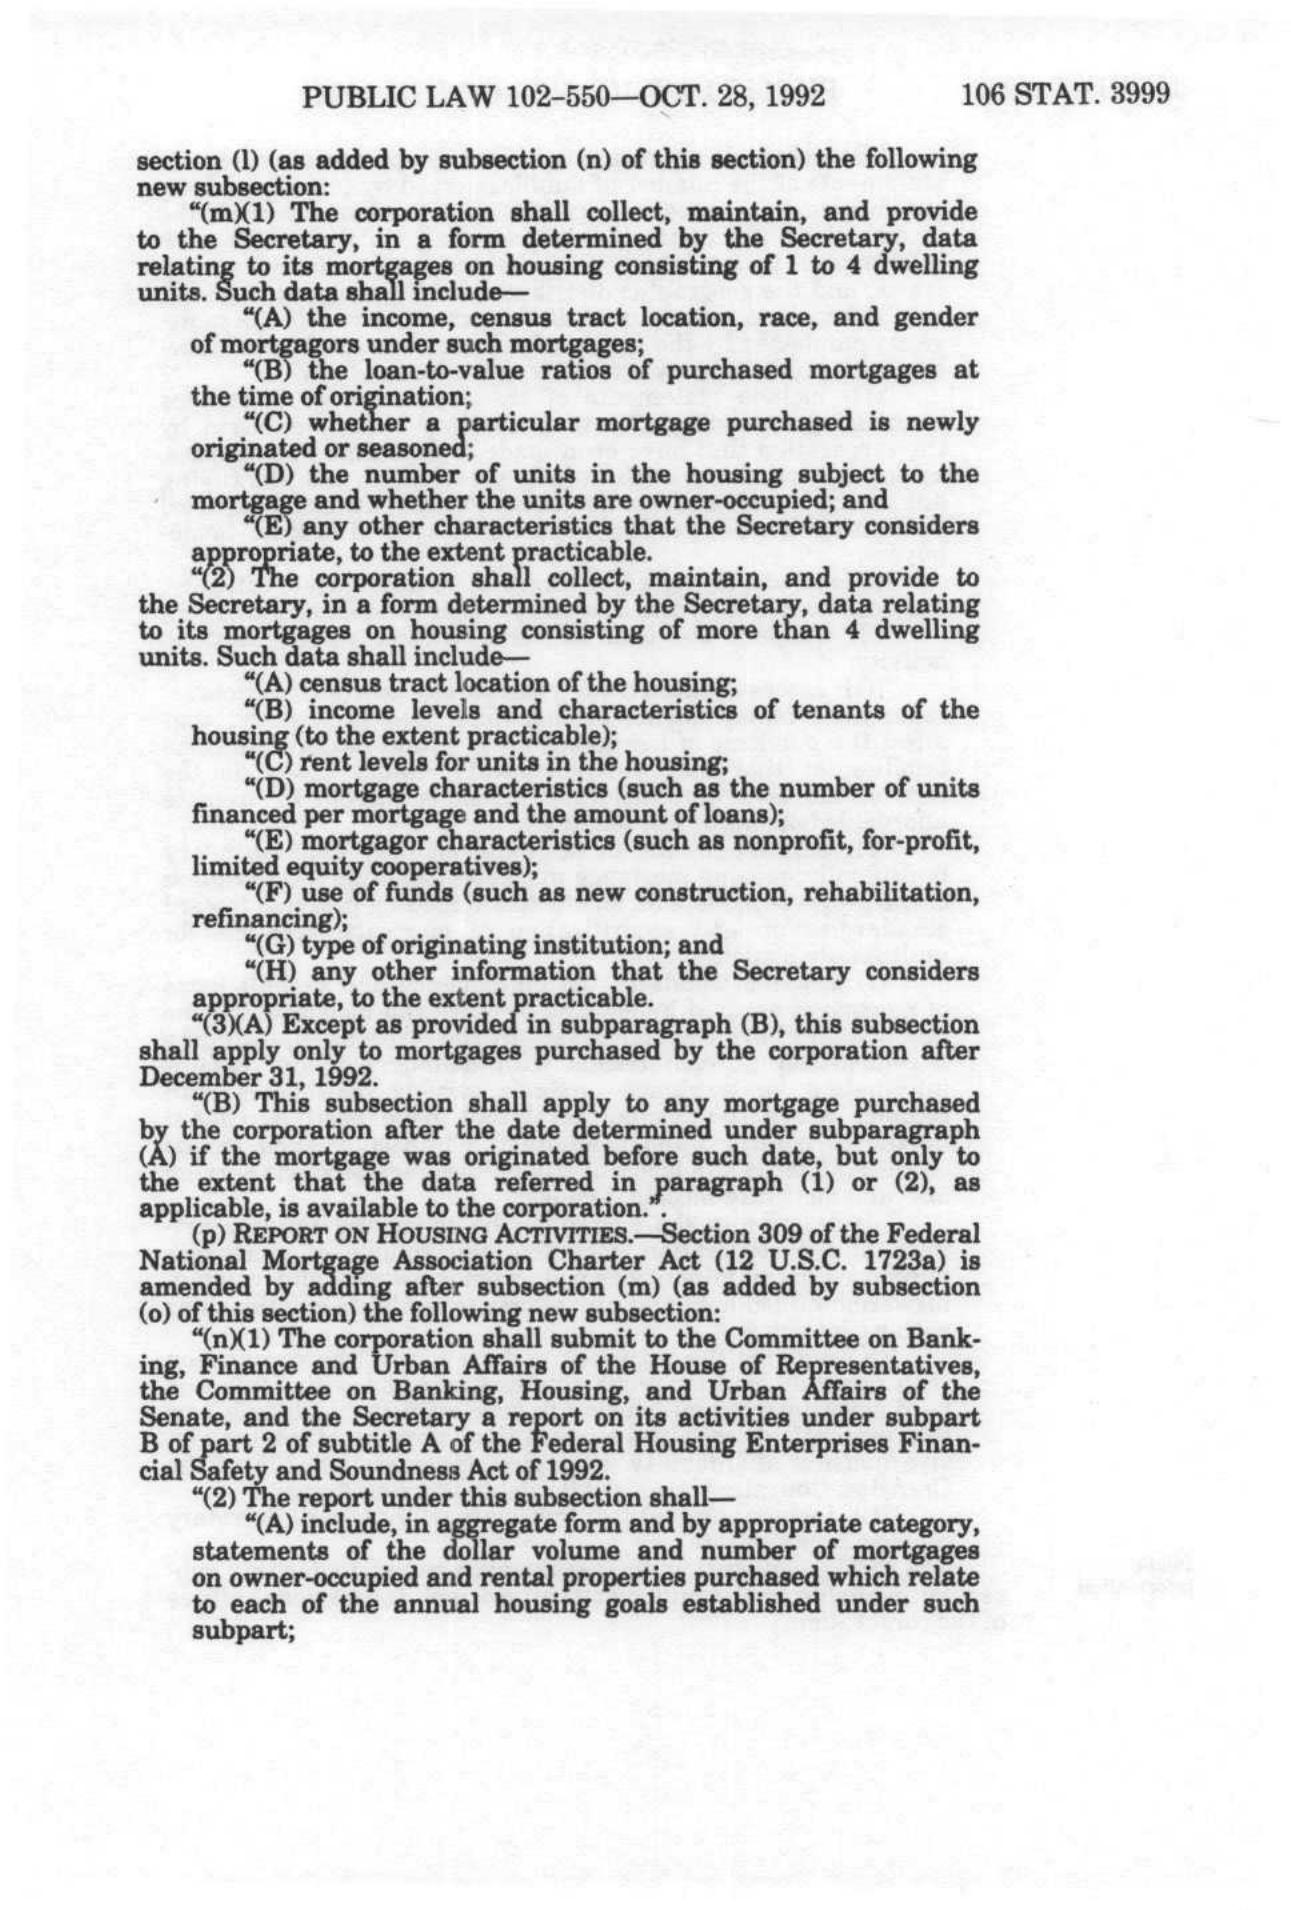 PUBLIC LAW 102–550—OCT. 28, 1992 106 STAT. 3999
section (l) (as added by subsection (n) of this section) the following
new subsection:
“(m)(1) The corporation shall collect, maintain, and provide
to the Secretary, in a form determined by the Secretary, data
relating to its mortgages on housing consisting of 1 to 4 dwelling
units. Such data shall include—
“(A) the income, census tract location, race, and gender
of mortgagors under such mortgages;
“(B) the loan-to-value ratios of purchased mortgages at
the time of origination;
“(C) whether a particular mortgage purchased is newly
originated or seasoned;
“(D) the number of units in the housing subject to the
mortgage and whether the units are owner-occupied; and
“(E) any other characteristics that the Secretary considers
appropriate, to the extent practicable.
“(2) The corporation shall collect, maintain, and provide to
the Secretary, in a form determined by the Secretary, data relating
to its mortgages on housing consisting of more than 4 dwelling
units. Such data shall include—
“(A) census tract location of the housing;
“(B) income levels and characteristics of tenants of the
housing (to the extent practicable);
“(C) rent levels for units in the housing;
“(D) mortgage characteristics (such as the number of units
financed per mortgage and the amount of loans);
“(E) mortgagor characteristics (such as nonprofit, for-profit,
limited equity cooperatives);
“(F) use of funds (such as new construction, rehabilitation,
refinancing);
“(G) type of originating institution; and
“(H) any other information that the Secretary considers
appropriate, to the extent practicable.
“(3)(A) Except as provided in subparagraph (B), this subsection
shall apply only to mortgages purchased by the corporation after
December 31, 1992.
“(B) This subsection shall apply to any mortgage purchased
by the corporation after the date determined under subparagraph
(A) if the mortgage was originated before such date, but only to
the extent that the data referred in paragraph (1) or (2), as
applicable, is available to the corporation.”.
(p) REPORT ON HOUSING ACTIVITIES.—Section 309 of the Federal
National Mortgage Association Charter Act (12 U.S.C. 1723a) is
amended by adding after subsection (m) (as added by subsection
(o) of this section) the following new subsection:
“(n)(1) The corporation shall submit to the Committee on Bank-
ing, Finance and Urban Affairs of the House of Representatives,
the Committee on Banking, Housing, and Urban Affairs of the
Senate, and the Secretary a report on its activities under subpart
B of part 2 of subtitle A of the Federal Housing Enterprises Finan-
cial Safety and Soundness Act of 1992.
“(2) The report under this subsection shall—
“(A) include, in aggregate form and by appropriate category,
statements of the dollar volume and number of mortgages
on owner-occupied and rental properties purchased which relate
to each of the annual housing goals established under such
subpart;